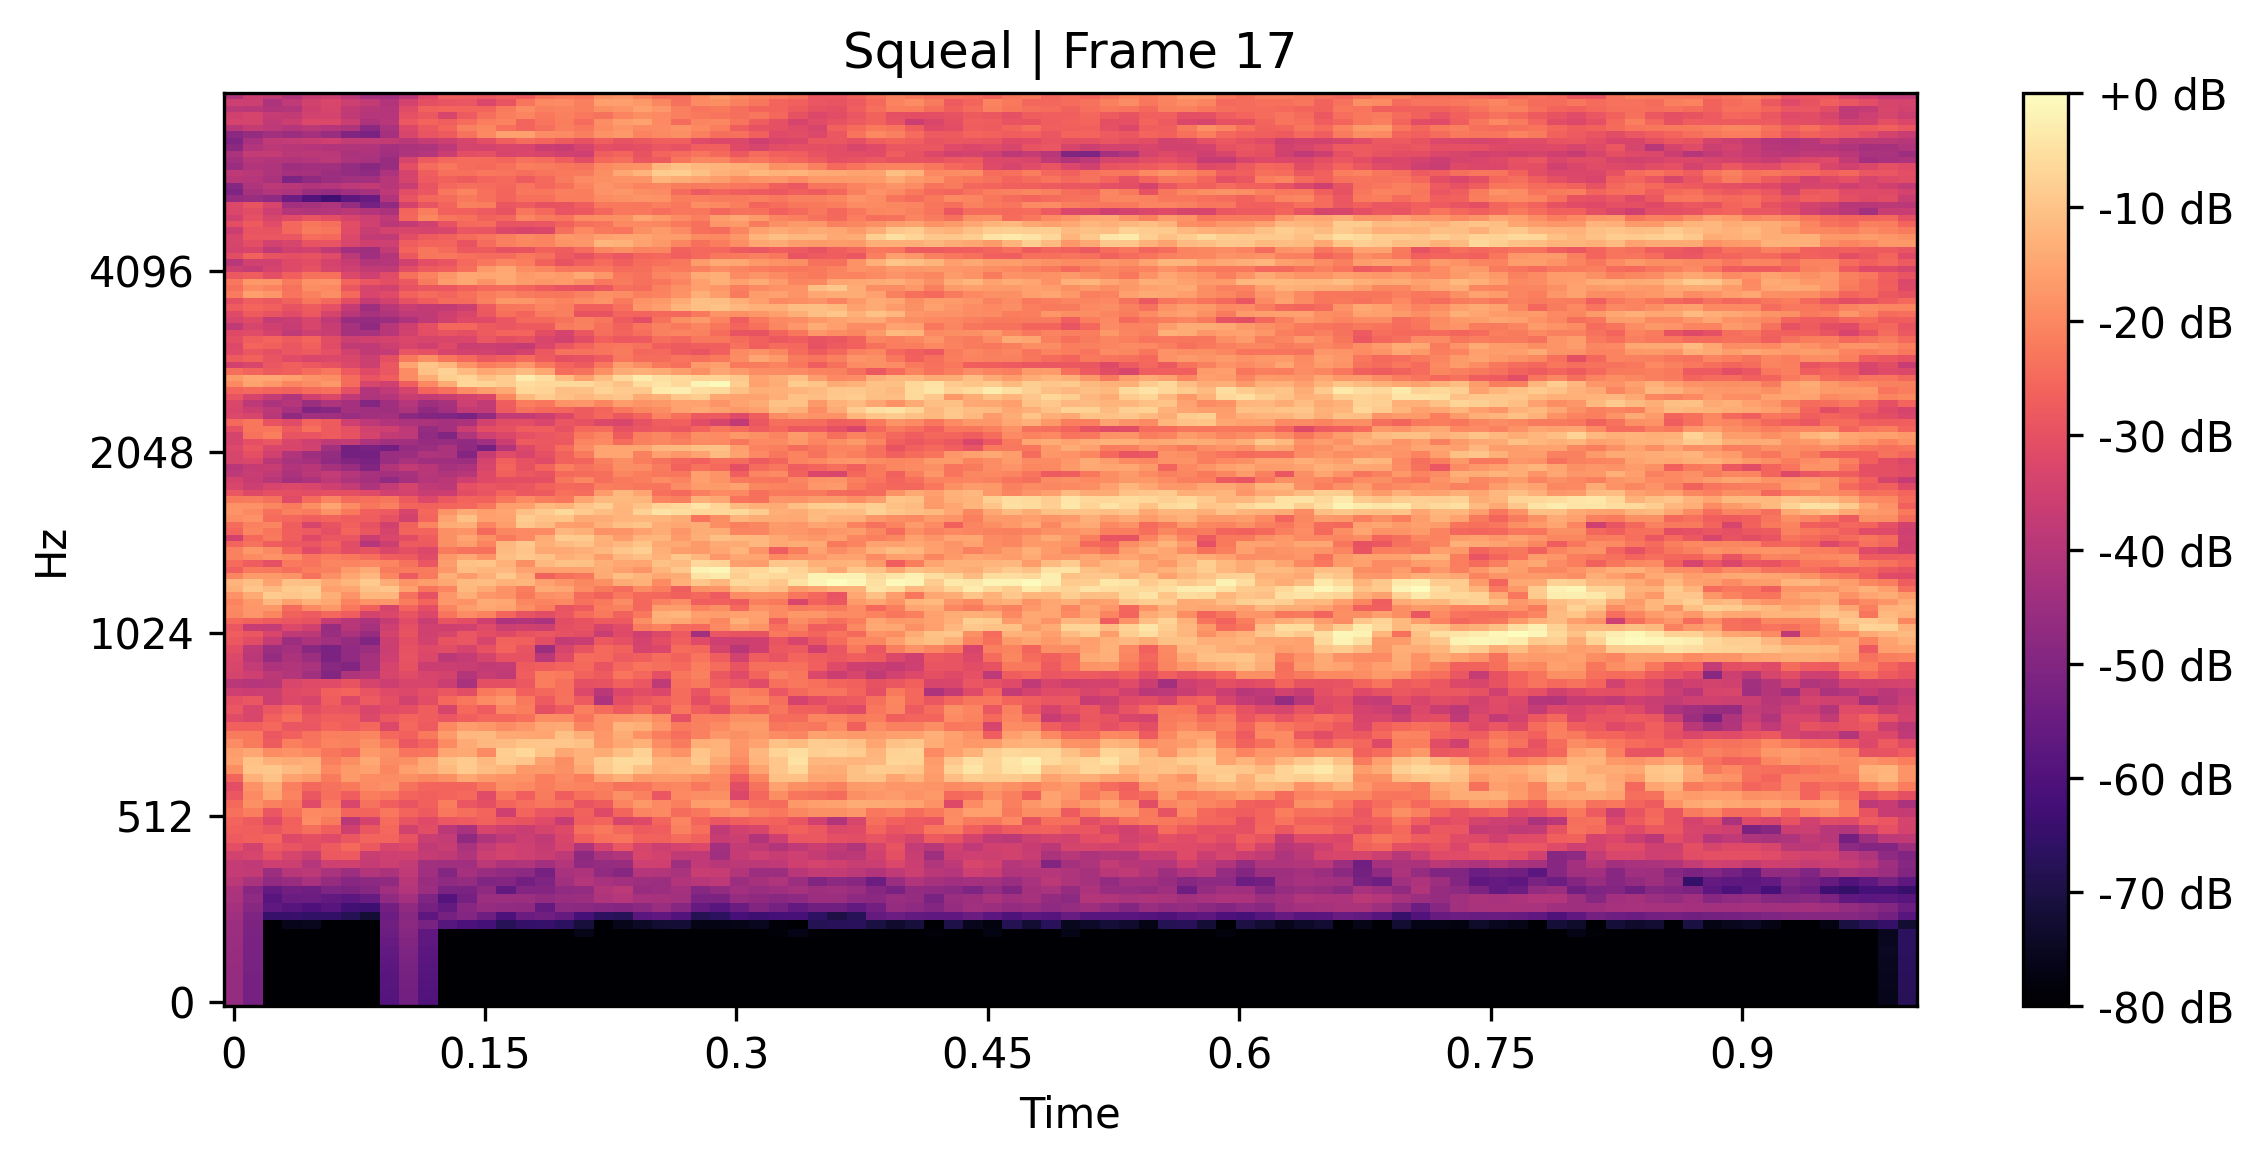 Squeal | Frame 17
+0 dB
-10 dB
-20 dB
-30 dB
-40 dB
-50 dB
-60 dB
-70 dB
-80 dB
4096
2048
1024
512
0
Hz
0 0.15 0.3 0.45 0.6 0.75 0.9
Time